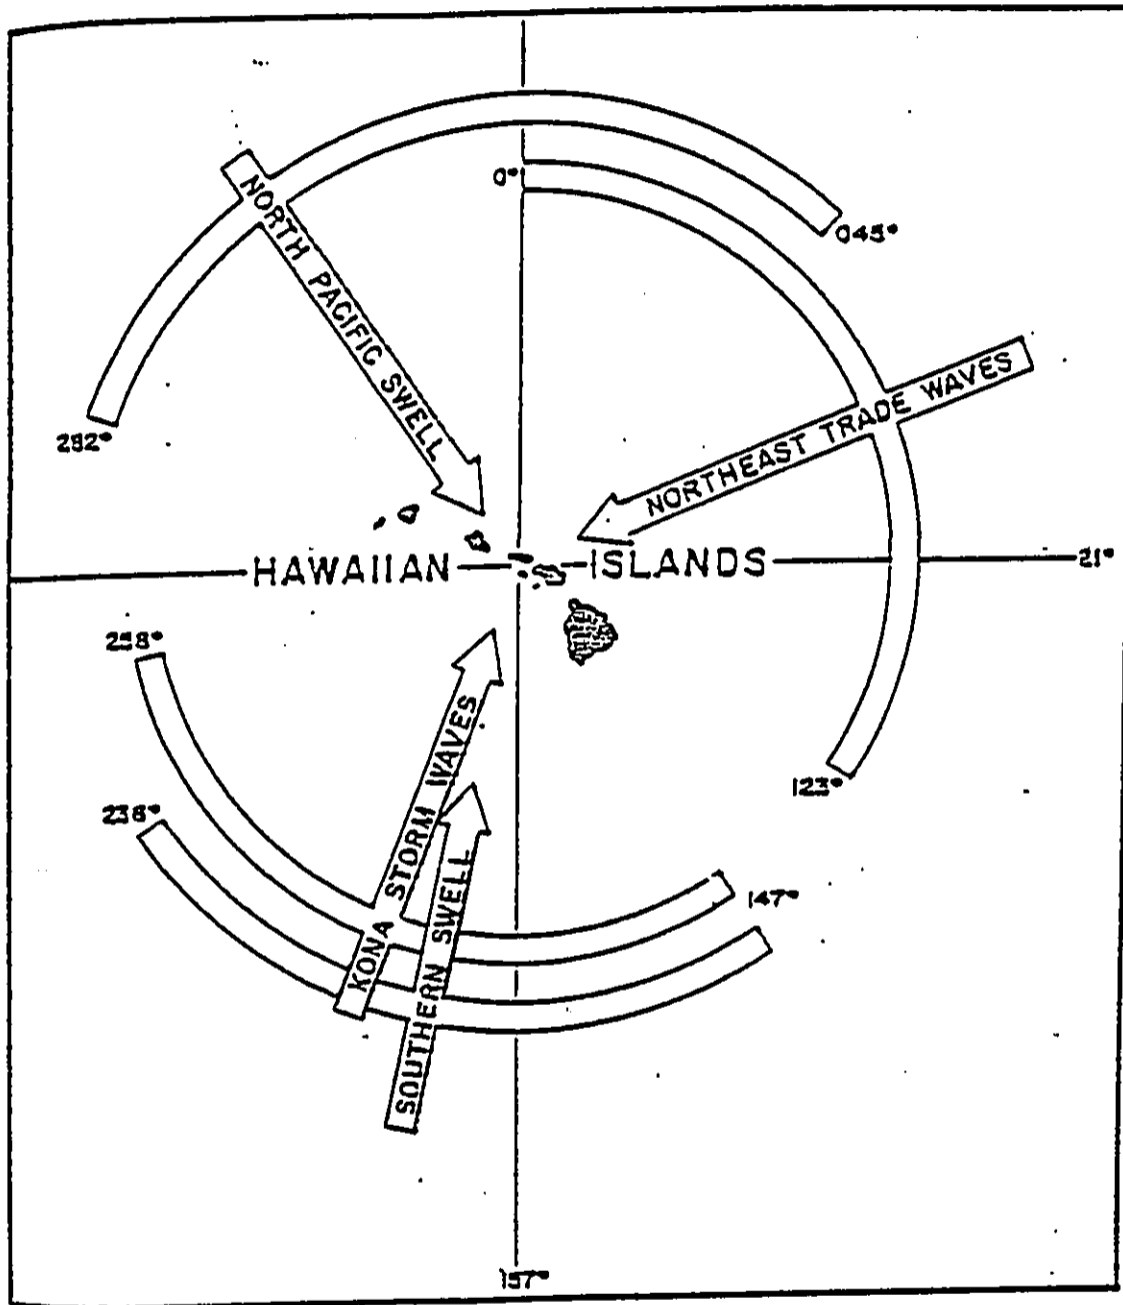 0°
045°
NORTH PACIFIC SWELL
282°
NORTHEAST TRADE WAVES
HAWAIIAN ISLANDS
21°
258°
KONA STORM WAVES
236°
SOUTHERN SWELL
123°
147°
157°